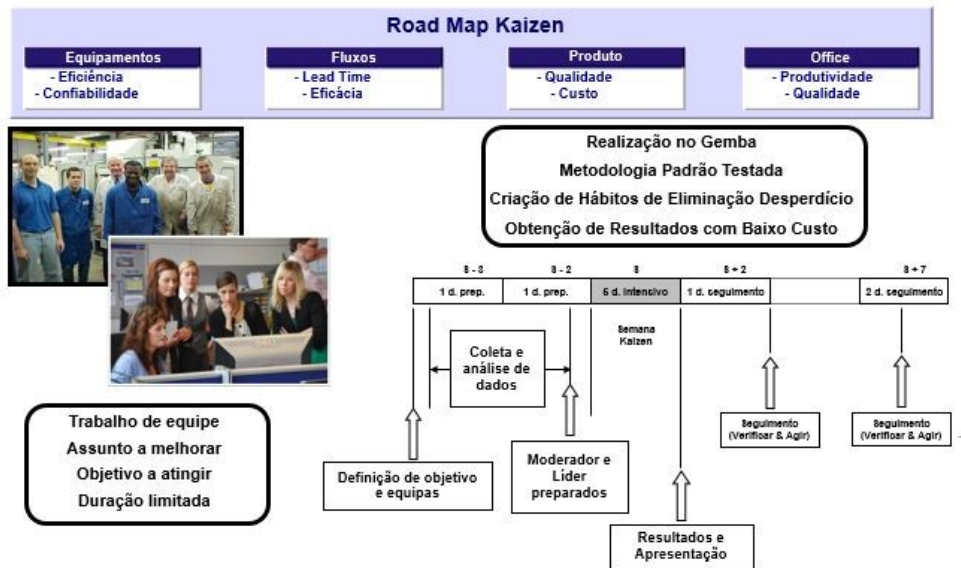 Road Map Kaizen
Equipamentos
- Eficiência
- Confiabilidade
Fluxos
- Lead Time
- Eficácia
Produto
- Qualidade
- Custo
Office
- Produtividade
- Qualidade
Realização no Gemba
Metodologia Padrão Testada
Criação de Hábitos de Eliminação Desperdício
Obtenção de Resultados com Baixo Custo
S - 3
S - 2
S
S + 2
S + 7
1 d. prep.
1 d. prep.
5 d. intensivo
1 d. seguimento
2 d. seguimento
Semana
Kaizen
Coleta e
análise de
dados
Trabalho de equipe
Assunto a melhorar
Objetivo a atingir
Duração limitada
Definição de objetivo
e equipas
Moderador e
Líder
preparados
Seguimento
(Verificar & Agir)
Seguimento
(Verificar & Agir)
Resultados e
Apresentação